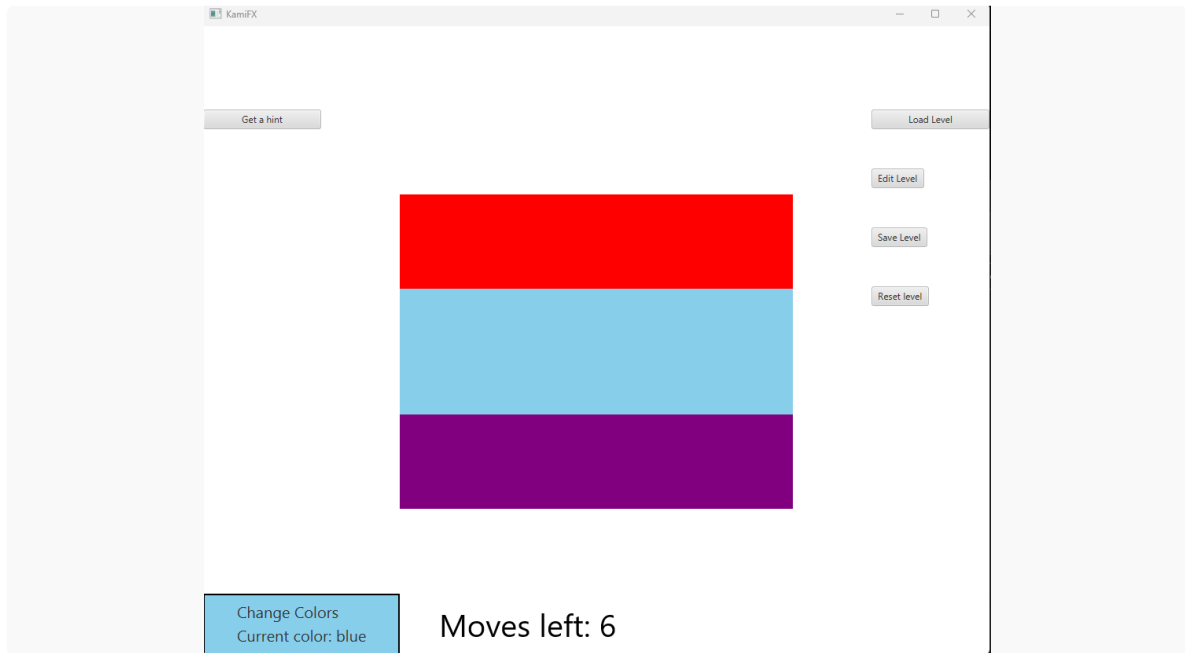 KamiFX
Get a hint
Load Level
Edit Level
Save Level
Reset level
Change Colors
Current color: blue
Moves left: 6